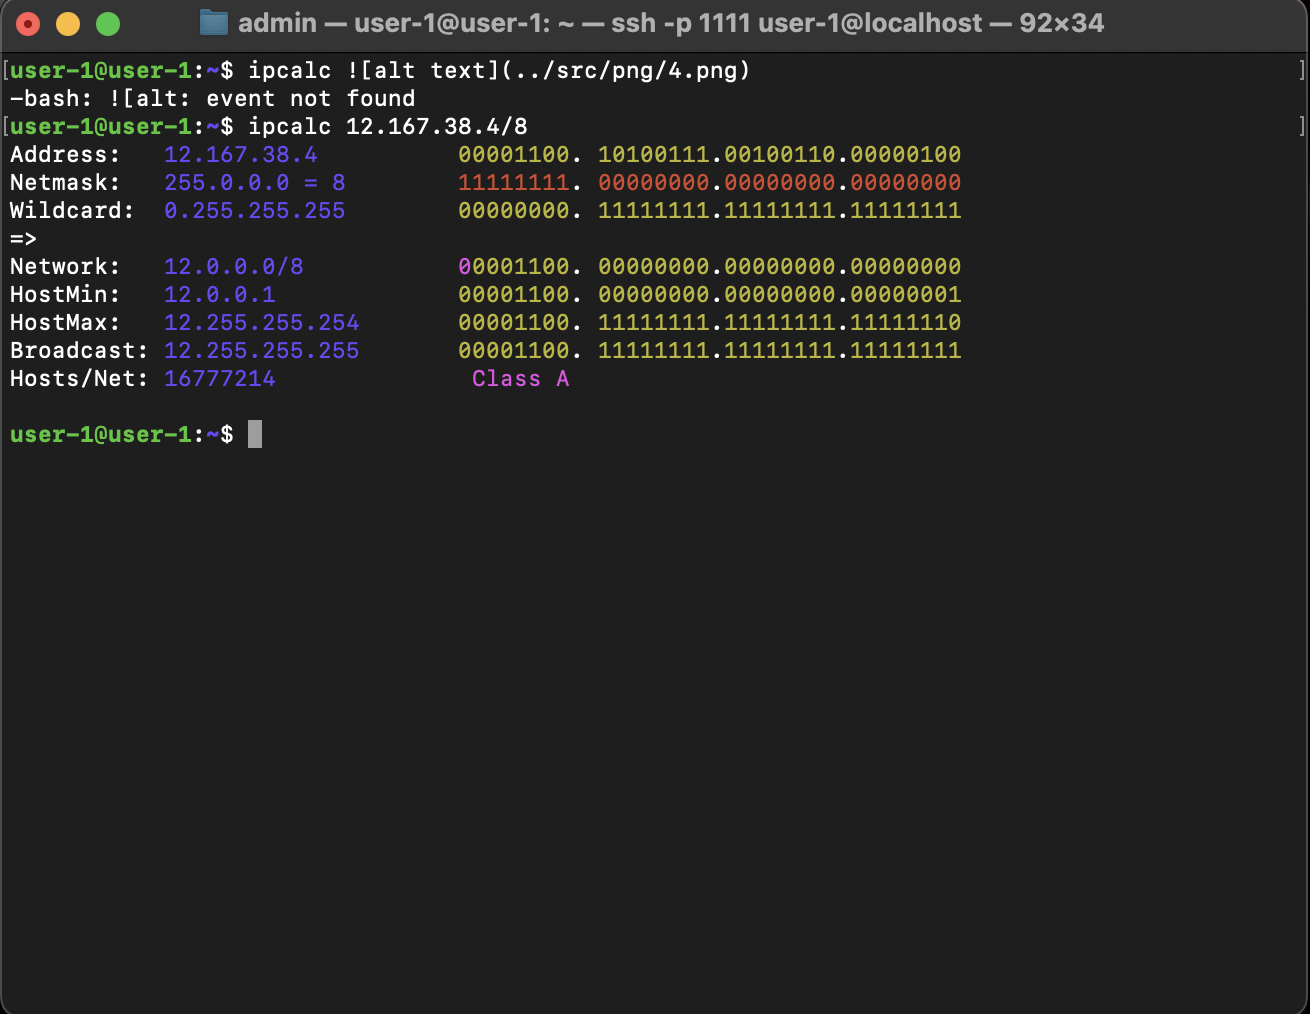 admin — user-1@user-1: ~ — ssh -p 1111 user-1@localhost — 92×34
[user-1@user-1:~$ ipcalc ![alt text](../src/png/4.png) ]
-bash: ![alt: event not found
[user-1@user-1:~$ ipcalc 12.167.38.4/8 ]
Address:   12.167.38.4          00001100. 10100111.00100110.00000100
Netmask:   255.0.0.0 = 8        11111111. 00000000.00000000.00000000
Wildcard:  0.255.255.255        00000000. 11111111.11111111.11111111
=>
Network:   12.0.0.0/8           00001100. 00000000.00000000.00000000
HostMin:   12.0.0.1             00001100. 00000000.00000000.00000001
HostMax:   12.255.255.254       00001100. 11111111.11111111.11111110
Broadcast: 12.255.255.255       00001100. 11111111.11111111.11111111
Hosts/Net: 16777214              Class A
user-1@user-1:~$